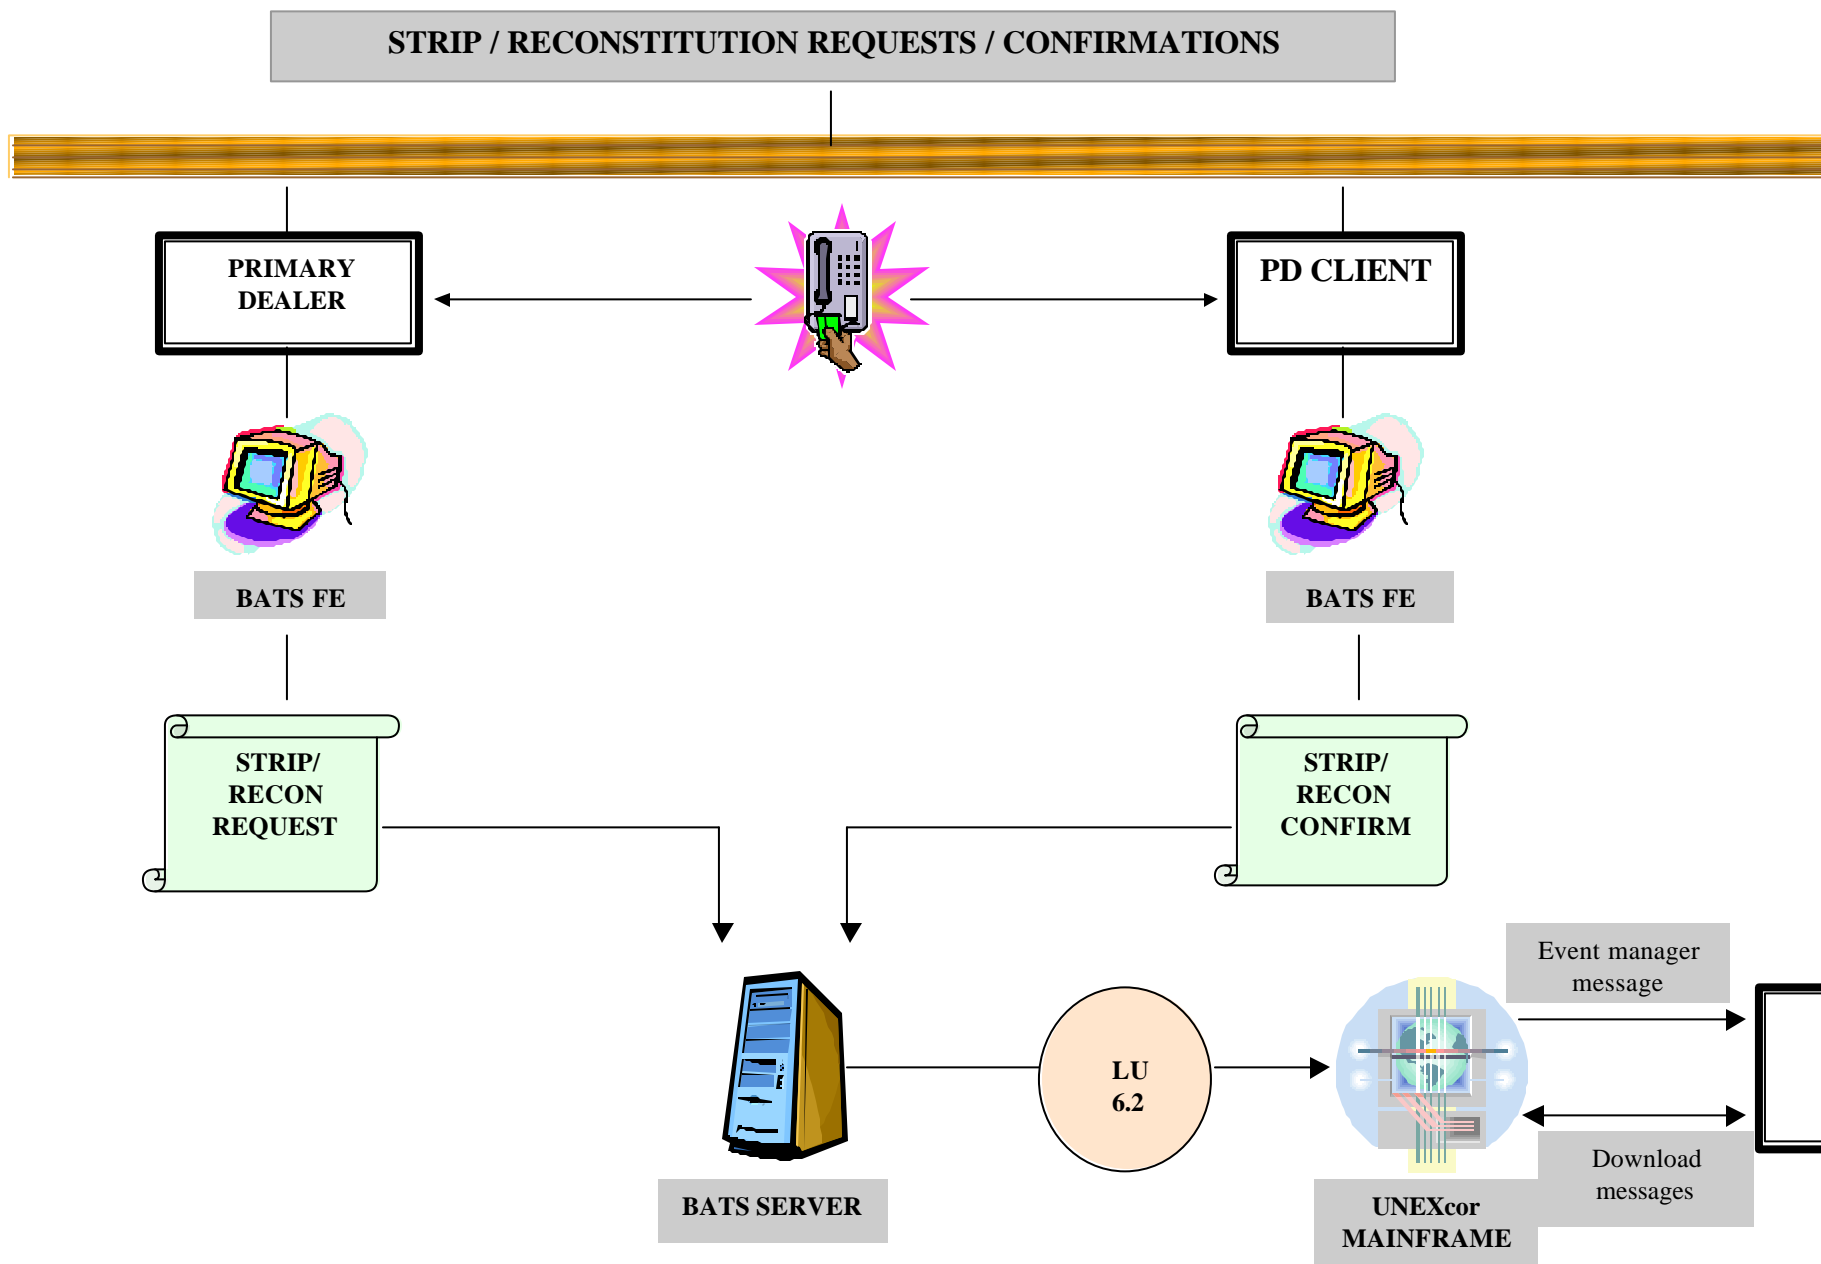 STRIP / RECONSTITUTION REQUESTS / CONFIRMATIONS
PRIMARY
DEALER
PD CLIENT
BATS FE
BATS FE
STRIP/
RECON
REQUEST
STRIP/
RECON
CONFIRM
Event manager
message
LU
6.2
Download
messages
BATS SERVER
UNEXcor
MAINFRAME